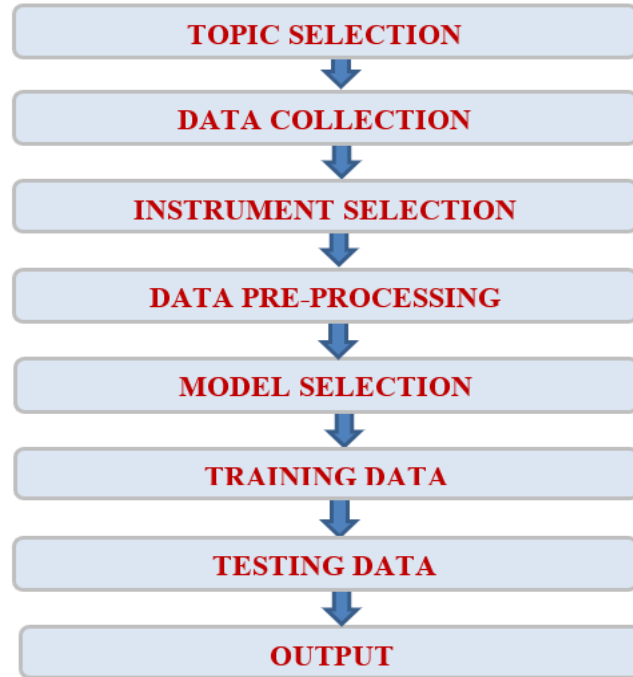 TOPIC SELECTION
DATA COLLECTION
INSTRUMENT SELECTION
DATA PRE-PROCESSING
MODEL SELECTION
TRAINING DATA
TESTING DATA
OUTPUT